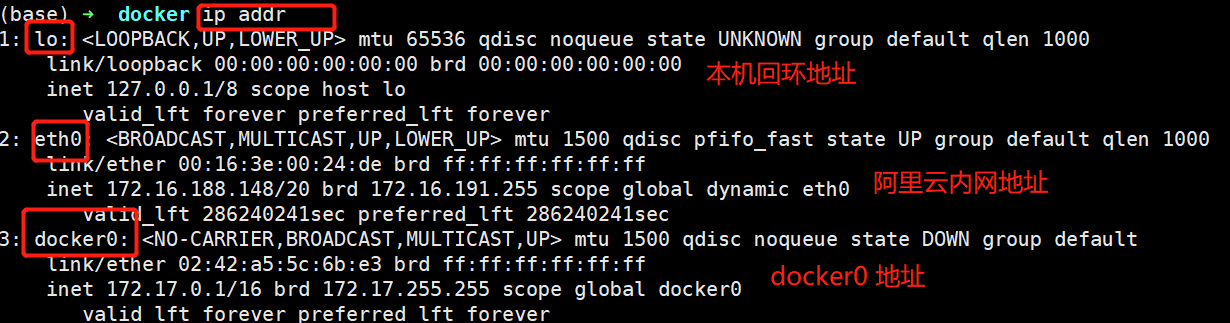 (base) → docker ip addr
1: lo: <LOOPBACK,UP,LOWER_UP> mtu 65536 qdisc noqueue state UNKNOWN group default qlen 1000
link/loopback 00:00:00:00:00:00 brd 00:00:00:00:00:00 本机回环地址
inet 127.0.0.1/8 scope host lo
valid_lft forever preferred_lft forever
2: eth0: <BROADCAST,MULTICAST,UP,LOWER_UP> mtu 1500 qdisc pfifo_fast state UP group default qlen 1000
link/ether 00:16:3e:00:24:de brd ff:ff:ff:ff:ff:ff
inet 172.16.188.148/20 brd 172.16.191.255 scope global dynamic eth0 阿里云内网地址
valid_lft 286240241sec preferred_lft 286240241sec
3: docker0: <NO-CARRIER,BROADCAST,MULTICAST,UP> mtu 1500 qdisc noqueue state DOWN group default
link/ether 02:42:a5:5c:6b:e3 brd ff:ff:ff:ff:ff:ff docker0 地址
inet 172.17.0.1/16 brd 172.17.255.255 scope global docker0
valid_lft forever preferred_lft forever